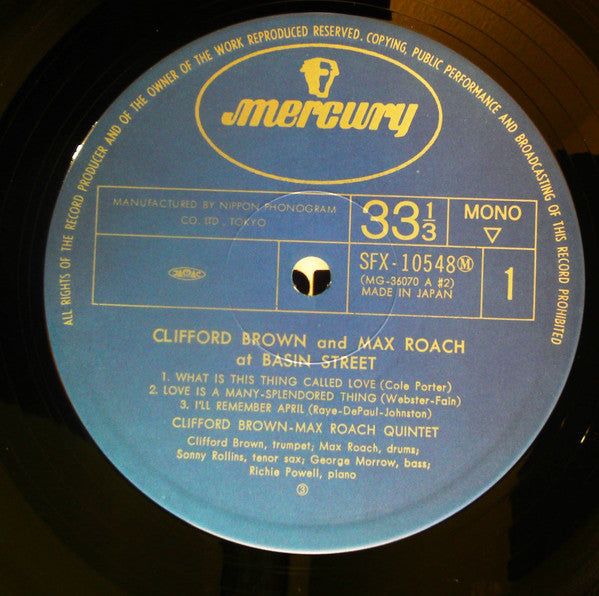 ALL RIGHTS OF THE RECORD PRODUCER AND OF THE OWNER OF THE WORK REPRODUCED RESERVED. COPYING, PUBLIC PERFORMANCE AND BROADCASTING OF THIS RECORD PROHIBITED
mercury
MANUFACTURED BY NIPPON PHONOGRAM
CO. LTD., TOKYO
33 1/3
MONO
▽
SFX-10548 Ⓜ
(MG-36070 A #2)
MADE IN JAPAN
1
CLIFFORD BROWN and MAX ROACH
at BASIN STREET
1. WHAT IS THIS THING CALLED LOVE (Cole Porter)
2. LOVE IS A MANY-SPLENDORED THING (Webster-Fain)
3. I'LL REMEMBER APRIL (Raye-DePaul-Johnston)
CLIFFORD BROWN-MAX ROACH QUINTET
Clifford Brown, trumpet; Max Roach, drums;
Sonny Rollins, tenor sax; George Morrow, bass;
Richie Powell, piano
③